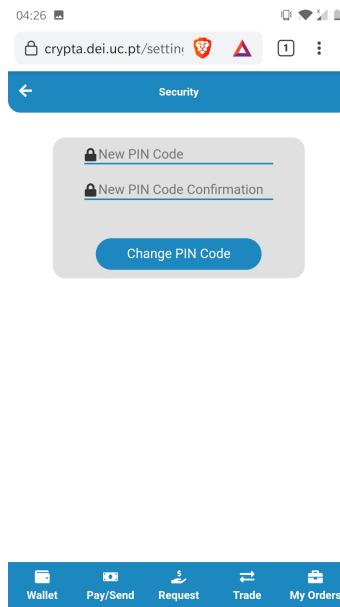 04:26
crypta.dei.uc.pt/setting
1
Security
New PIN Code
New PIN Code Confirmation
Change PIN Code
Wallet Pay/Send Request Trade My Orders